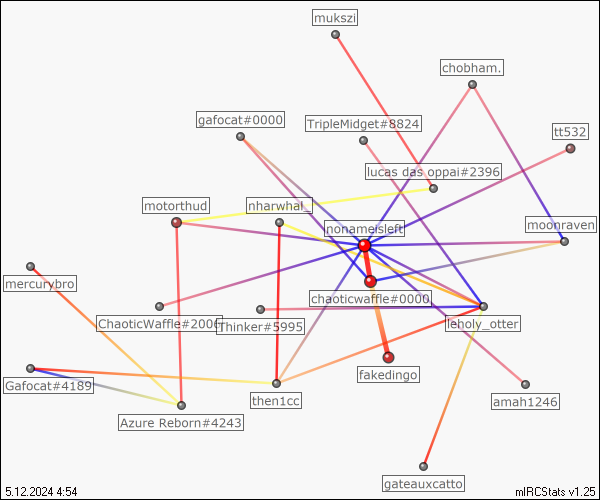 mukszi
chobham.
gafocat#0000
TripleMidget#8824
tt532
lucas das oppai#2396
motorthud
nharwhal_
nonameisleft
moonraven
mercurybro
chaoticwaffle#0000
ChaoticWaffle#2006
Thinker#5995
leholy_otter
fakedingo
Gafocat#4189
then1cc
amah1246
Azure Reborn#4243
gateauxcatto
5.12.2024 4:54
mIRCStats v1.25